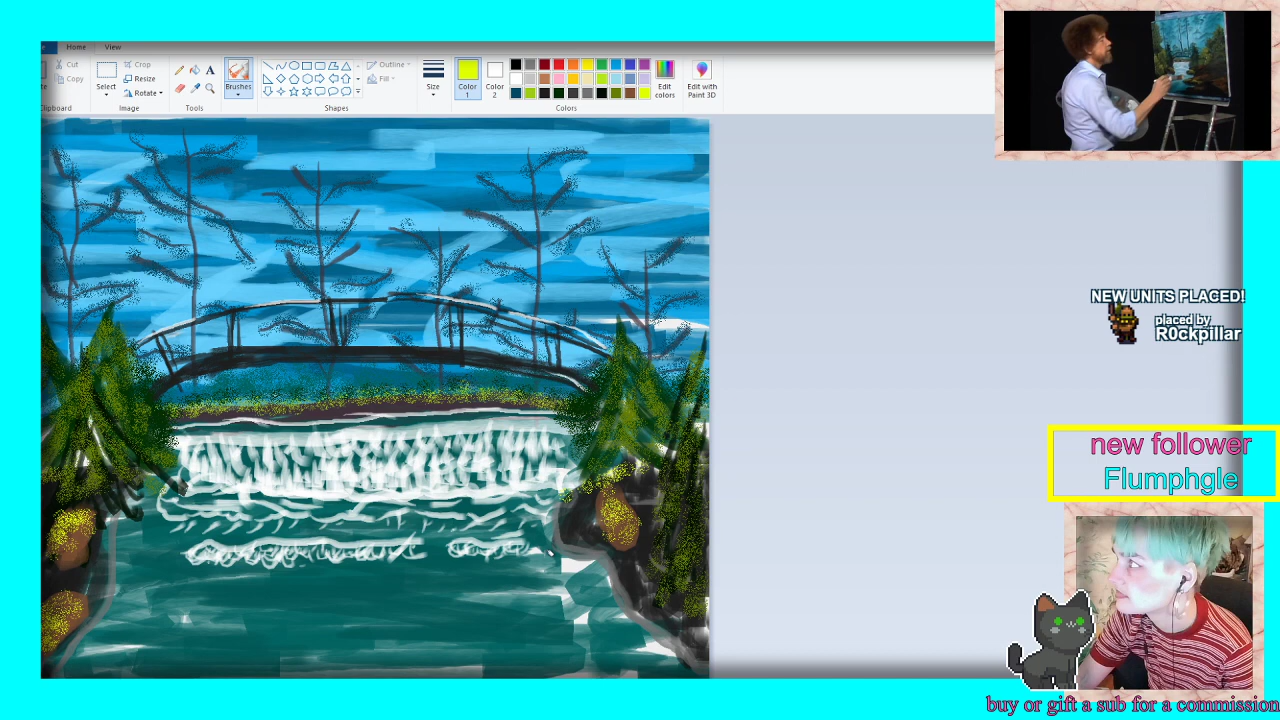 Home View
Cut
Copy
Crop
Resize
Rotate
Select
Brushes
Outline
Fill
Size
Color
1
Color
2
Edit
colors
Edit with
Paint 3D
Clipboard
Image
Tools
Shapes
Colors
NEW UNITS PLACED!
placed by
R0ckpillar
new follower
Flumphgle
buy or gift a sub for a commission